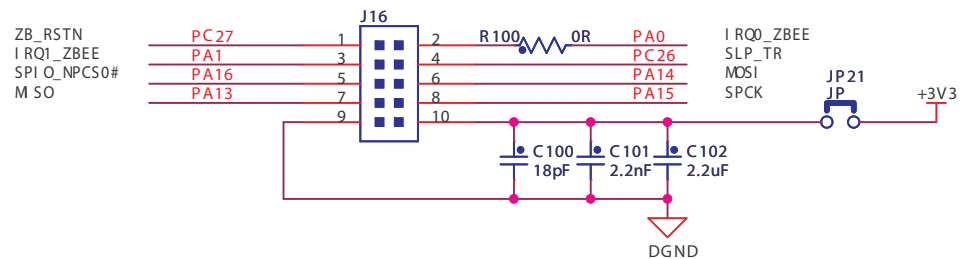 J16
ZB_RSTN PC27 1 2 R100 0R PA0 IRQ0_ZBEE
IRQ1_ZBEE PA1 3 4 PC26 SLP_TR
SPI0_NPCS0# PA16 5 6 PA14 MOSI
MISO PA13 7 8 PA15 SPCK
9 10
JP21
JP
+3V3
C100 C101 C102
18pF 2.2nF 2.2uF
DGND